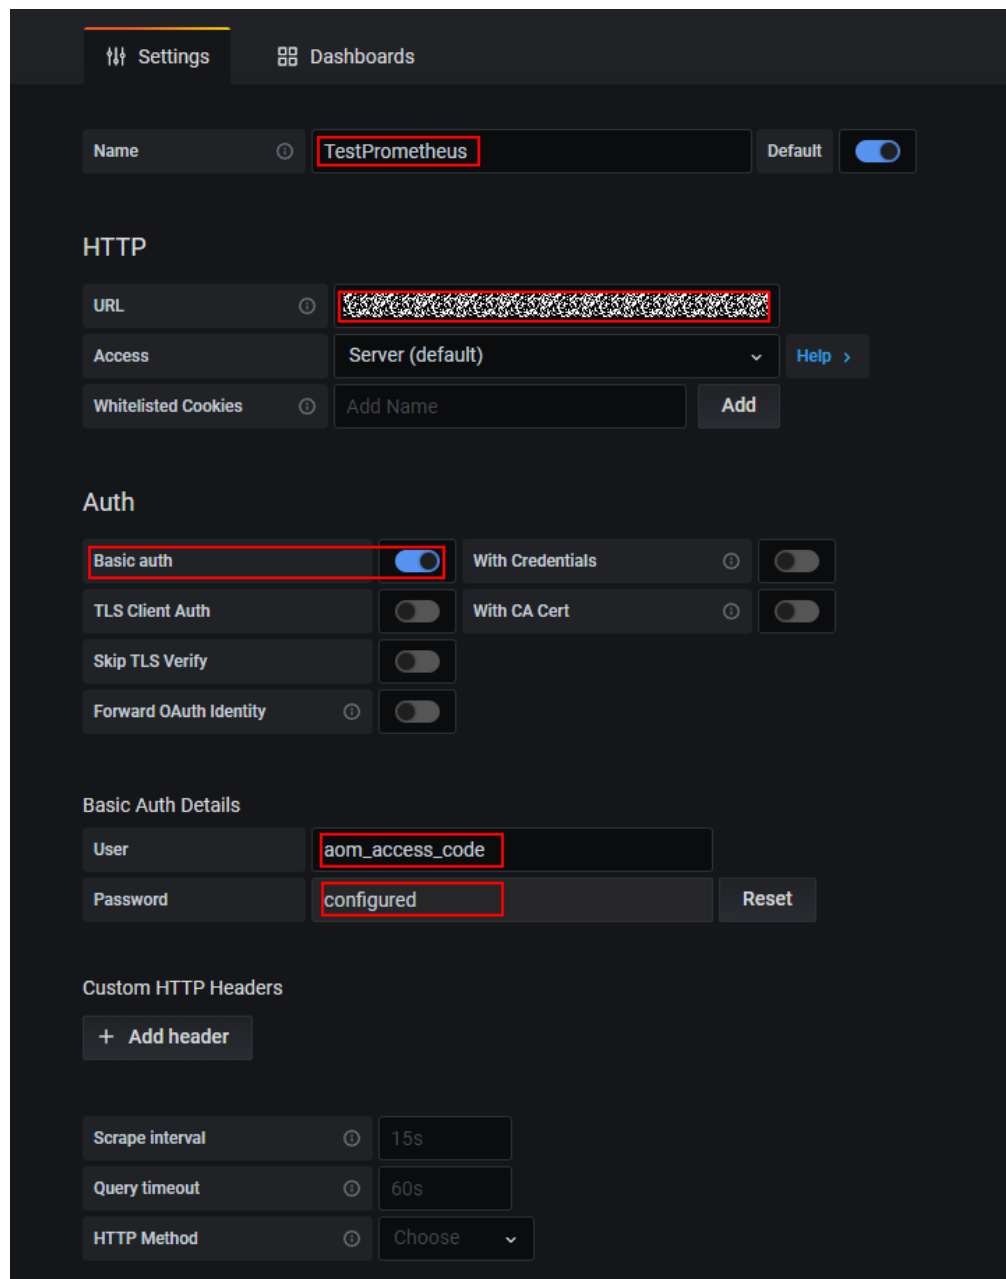 Settings Dashboards
Name TestPrometheus Default
HTTP
URL
Access Server (default) Help >
Whitelisted Cookies Add Name Add
Auth
Basic auth With Credentials
TLS Client Auth With CA Cert
Skip TLS Verify
Forward OAuth Identity
Basic Auth Details
User aom_access_code
Password configured Reset
Custom HTTP Headers
+ Add header
Scrape interval 15s
Query timeout 60s
HTTP Method Choose